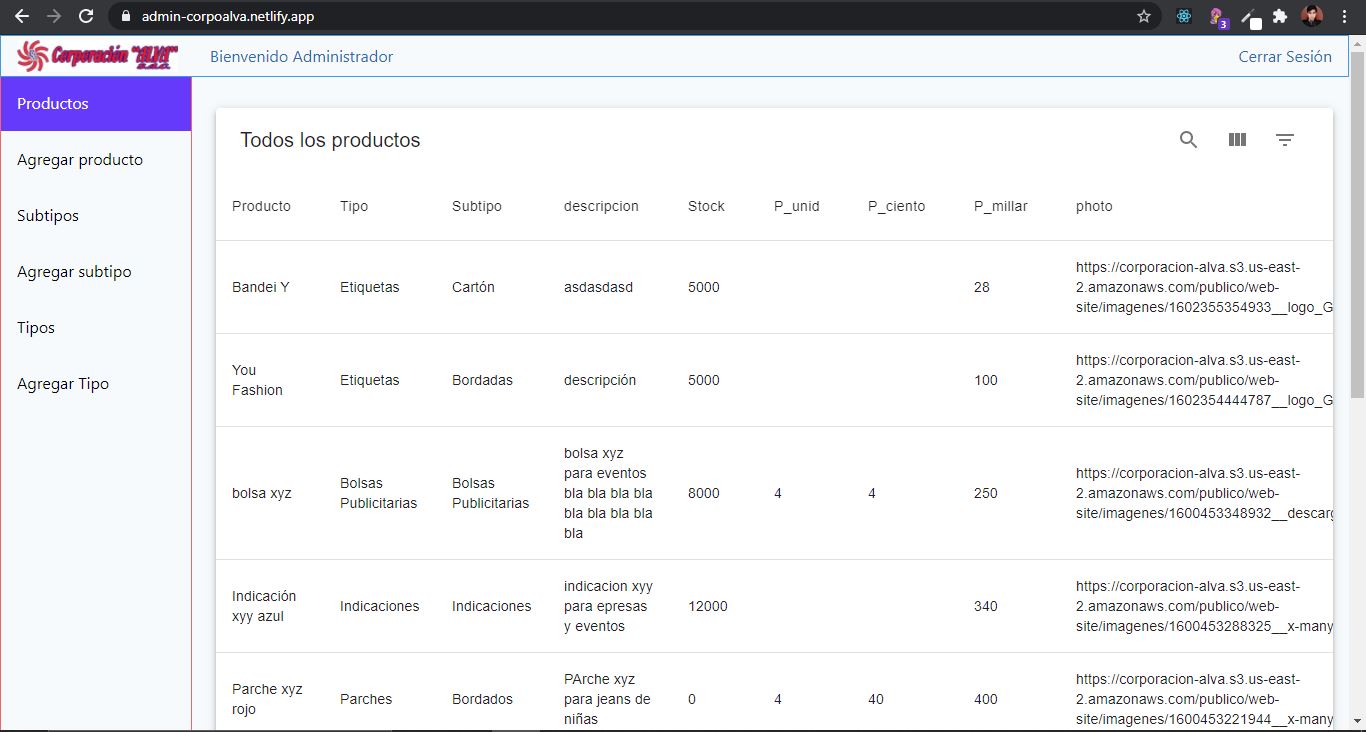 admin-corpoalva.netlify.app
3
Corporación "ALVA"
S.A.C.
Bienvenido Administrador
Cerrar Sesión
Productos
Agregar producto
Subtipos
Agregar subtipo
Tipos
Agregar Tipo
Todos los productos
Producto Tipo Subtipo descripcion Stock P_unid P_ciento P_millar photo
Bandei Y Etiquetas Cartón asdasdasd 5000 28
https://corporacion-alva.s3.us-east-
2.amazonaws.com/publico/web-
site/imagenes/1602355354933__logo_G
You
Fashion
Etiquetas Bordadas descripción 5000 100
https://corporacion-alva.s3.us-east-
2.amazonaws.com/publico/web-
site/imagenes/1602354444787__logo_G
bolsa xyz
Bolsas
Publicitarias
Bolsas
Publicitarias
bolsa xyz
para eventos
bla bla bla bla
bla bla bla bla
bla
8000 4 4 250
https://corporacion-alva.s3.us-east-
2.amazonaws.com/publico/web-
site/imagenes/1600453348932__descarg
Indicación
xyy azul
Indicaciones Indicaciones
indicacion xyy
para epresas
y eventos
12000 340
https://corporacion-alva.s3.us-east-
2.amazonaws.com/publico/web-
site/imagenes/1600453288325__x-many
Parche xyz
rojo
Parches Bordados
PArche xyz
para jeans de
niñas
0 4 40 400
https://corporacion-alva.s3.us-east-
2.amazonaws.com/publico/web-
site/imagenes/1600453221944__x-many